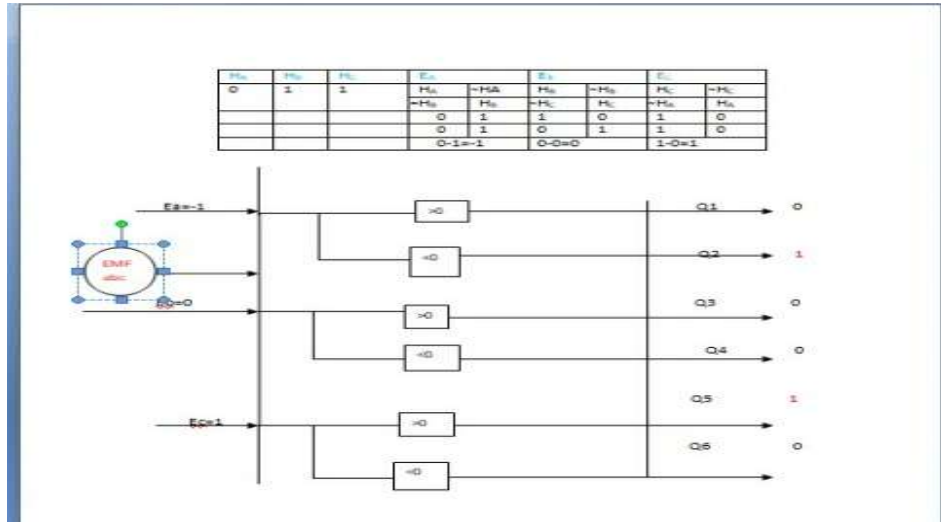 HA HB HC EA EB EC
0 1 1 HA ~HA HB ~HB HC ~HC
~HB HB ~HC HC ~HA HA
0 1 1 0 1 0
0 1 0 1 1 0
0-1=-1 0-0=0 1-0=1
Ea=-1 >0 Q1 0
EMF
abc
<0 Q2 1
Eb=0 >0 Q3 0
<0 Q4 0
Q5 1
Ec=1 >0
Q6 0
<0